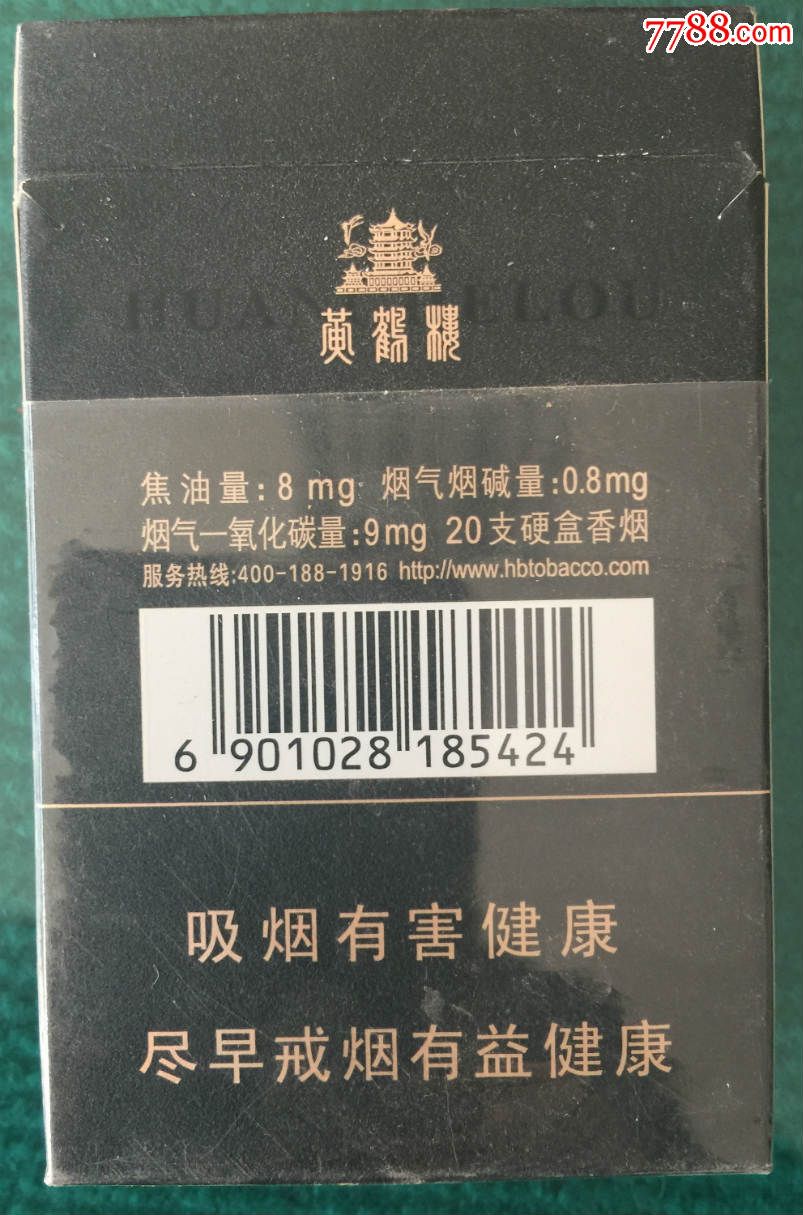 7788.com
HUANGHELOU
黄鹤楼
焦油量:8 mg 烟气烟碱量:0.8mg
烟气一氧化碳量:9mg 20支硬盒香烟
服务热线:400-188-1916 http://www.hbtobacco.com
6 901028 185424
吸烟有害健康
尽早戒烟有益健康